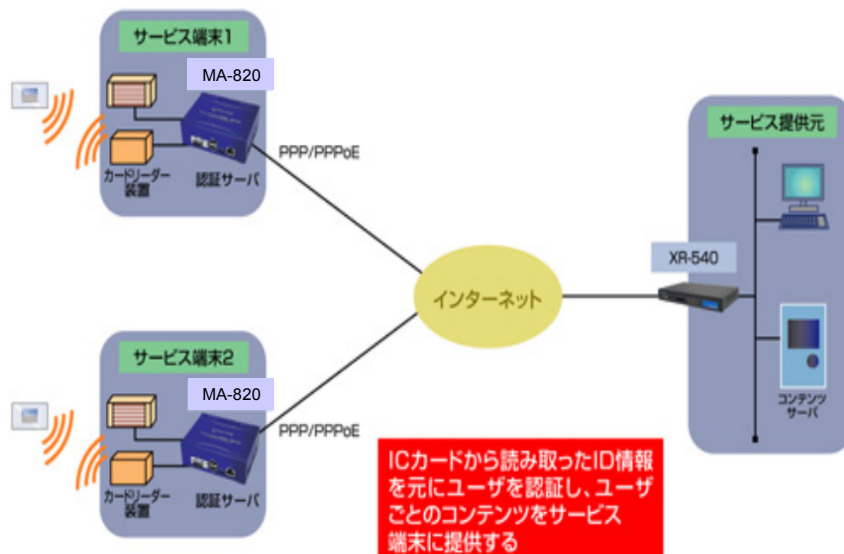 サービス端末1
MA-820
PPP/PPPoE
カードリーダー
装置
認証サーバ
サービス提供元
XR-540
インターネット
コンテンツ
サーバ
サービス端末2
MA-820
PPP/PPPoE
カードリーダー
装置
認証サーバ
ICカードから読み取ったID情報
を元にユーザを認証し、ユーザ
ごとのコンテンツをサービス
端末に提供する